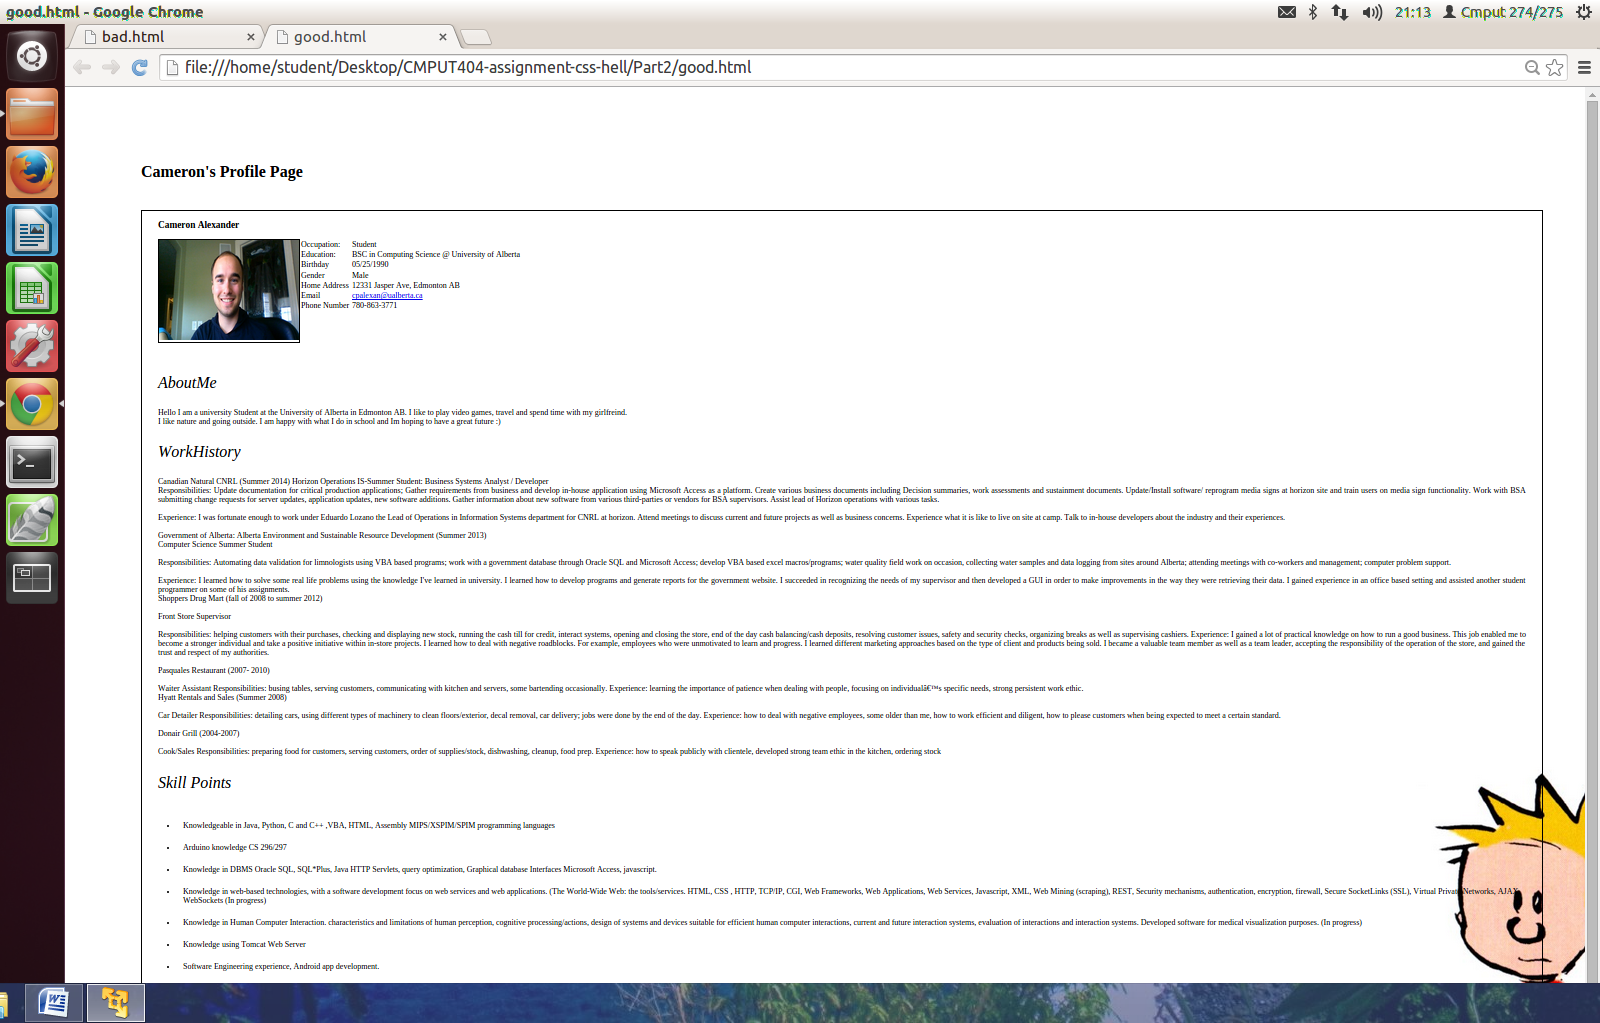 good.html - Google Chrome
21:13
Cmput 274/275
bad.html
good.html
file:///home/student/Desktop/CMPUT404-assignment-css-hell/Part2/good.html
Cameron's Profile Page
Cameron Alexander
Occupation: Student
Education: BSC in Computing Science @ University of Alberta
Birthday 05/25/1990
Gender Male
Home Address 12331 Jasper Ave, Edmonton AB
Email cpalexan@ualberta.ca
Phone Number 780-863-3771
AboutMe
Hello I am a university Student at the University of Alberta in Edmonton AB. I like to play video games, travel and spend time with my girlfreind.
I like nature and going outside. I am happy with what I do in school and Im hoping to have a great future :)
WorkHistory
Canadian Natural CNRL (Summer 2014) Horizon Operations IS-Summer Student: Business Systems Analyst / Developer
Responsibilities: Update documentation for critical production applications; Gather requirements from business and develop in-house application using Microsoft Access as a platform. Create various business documents including Decision summaries, work assessments and sustainment documents. Update/Install software/ reprogram media signs at horizon site and train users on media sign functionality. Work with BSA
submitting change requests for server updates, application updates, new software additions. Gather information about new software from various third-parties or vendors for BSA supervisors. Assist lead of Horizon operations with various tasks.
Experience: I was fortunate enough to work under Eduardo Lozano the Lead of Operations in Information Systems department for CNRL at horizon. Attend meetings to discuss current and future projects as well as business concerns. Experience what it is like to live on site at camp. Talk to in-house developers about the industry and their experiences.
Government of Alberta: Alberta Environment and Sustainable Resource Development (Summer 2013)
Computer Science Summer Student
Responsibilities: Automating data validation for limnologists using VBA based programs; work with a government database through Oracle SQL and Microsoft Access; develop VBA based excel macros/programs; water quality field work on occasion, collecting water samples and data logging from sites around Alberta; attending meetings with co-workers and management; computer problem support.
Experience: I learned how to solve some real life problems using the knowledge I've learned in university. I learned how to develop programs and generate reports for the government website. I succeeded in recognizing the needs of my supervisor and then developed a GUI in order to make improvements in the way they were retrieving their data. I gained experience in an office based setting and assisted another student
programmer on some of his assignments.
Shoppers Drug Mart (fall of 2008 to summer 2012)
Front Store Supervisor
Responsibilities: helping customers with their purchases, checking and displaying new stock, running the cash till for credit, interact systems, opening and closing the store, end of the day cash balancing/cash deposits, resolving customer issues, safety and security checks, organizing breaks as well as supervising cashiers. Experience: I gained a lot of practical knowledge on how to run a good business. This job enabled me to
become a stronger individual and take a positive initiative within in-store projects. I learned how to deal with negative roadblocks. For example, employees who were unmotivated to learn and progress. I learned different marketing approaches based on the type of client and products being sold. I became a valuable team member as well as a team leader, accepting the responsibility of the operation of the store, and gained the
trust and respect of my authorities.
Pasquales Restaurant (2007- 2010)
Waiter Assistant Responsibilities: busing tables, serving customers, communicating with kitchen and servers, some bartending occasionally. Experience: learning the importance of patience when dealing with people, focusing on individualâ€™s specific needs, strong persistent work ethic.
Hyatt Rentals and Sales (Summer 2008)
Car Detailer Responsibilities: detailing cars, using different types of machinery to clean floors/exterior, decal removal, car delivery; jobs were done by the end of the day. Experience: how to deal with negative employees, some older than me, how to work efficient and diligent, how to please customers when being expected to meet a certain standard.
Donair Grill (2004-2007)
Cook/Sales Responsibilities: preparing food for customers, serving customers, order of supplies/stock, dishwashing, cleanup, food prep. Experience: how to speak publicly with clientele, developed strong team ethic in the kitchen, ordering stock
Skill Points
Knowledgeable in Java, Python, C and C++ ,VBA, HTML, Assembly MIPS/XSPIM/SPIM programming languages
Arduino knowledge CS 296/297
Knowledge in DBMS Oracle SQL, SQL*Plus, Java HTTP Servlets, query optimization, Graphical database Interfaces Microsoft Access, javascript.
Knowledge in web-based technologies, with a software development focus on web services and web applications. (The World-Wide Web: the tools/services. HTML, CSS , HTTP, TCP/IP, CGI, Web Frameworks, Web Applications, Web Services, Javascript, XML, Web Mining (scraping), REST, Security mechanisms, authentication, encryption, firewall, Secure SocketLinks (SSL), Virtual Private Networks, AJAX
WebSockets (In progress)
Knowledge in Human Computer Interaction. characteristics and limitations of human perception, cognitive processing/actions, design of systems and devices suitable for efficient human computer interactions, current and future interaction systems, evaluation of interactions and interaction systems. Developed software for medical visualization purposes. (In progress)
Knowledge using Tomcat Web Server
Software Engineering experience, Android app development.